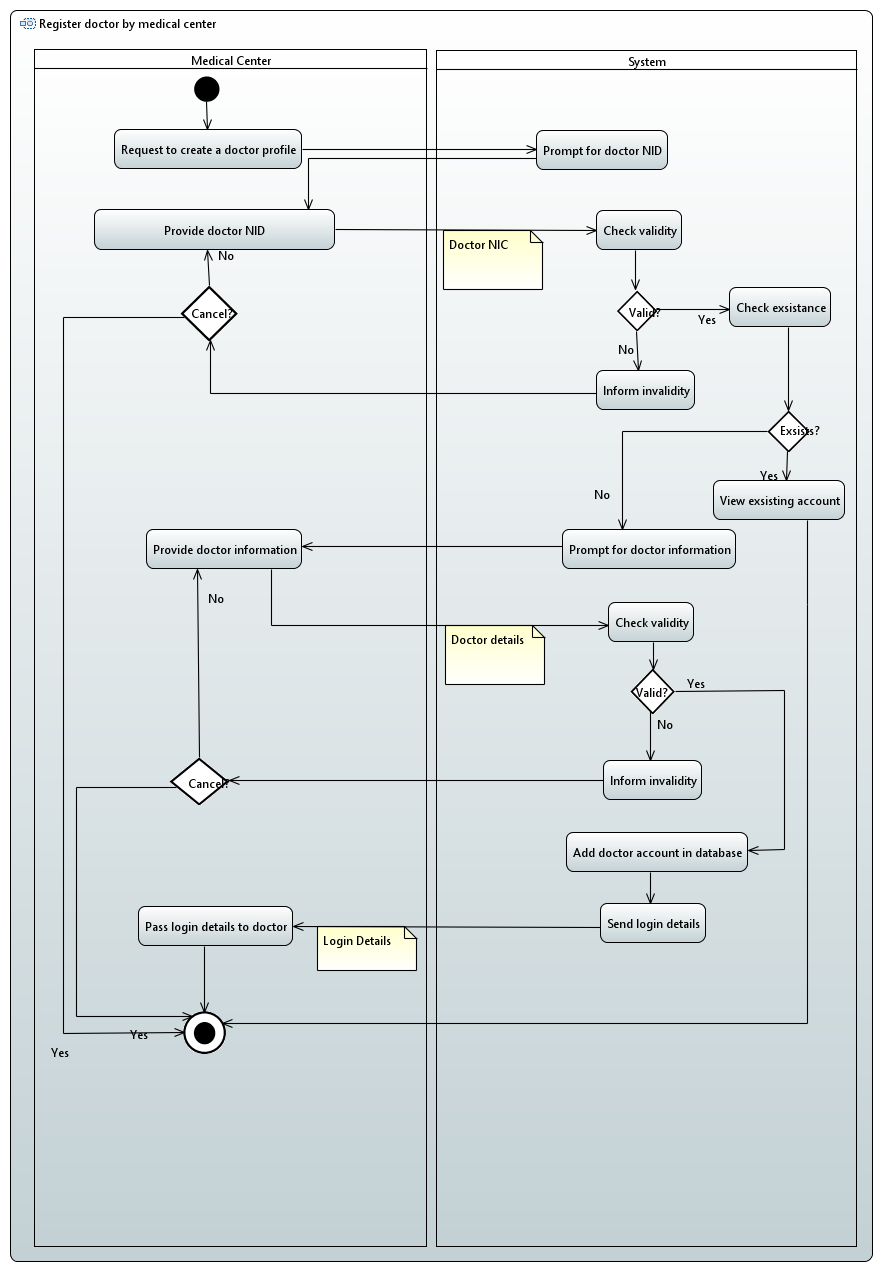 Register doctor by medical center
Medical Center
System
Request to create a doctor profile
Prompt for doctor NID
Provide doctor NID
Doctor NIC
Check validity
No
Cancel?
Valid?
Yes
Check exsistance
No
Inform invalidity
Exsists?
Yes
No
View exsisting account
Provide doctor information
Prompt for doctor information
No
Doctor details
Check validity
Valid?
Yes
No
Cancel?
Inform invalidity
Add doctor account in database
Pass login details to doctor
Login Details
Send login details
Yes
Yes